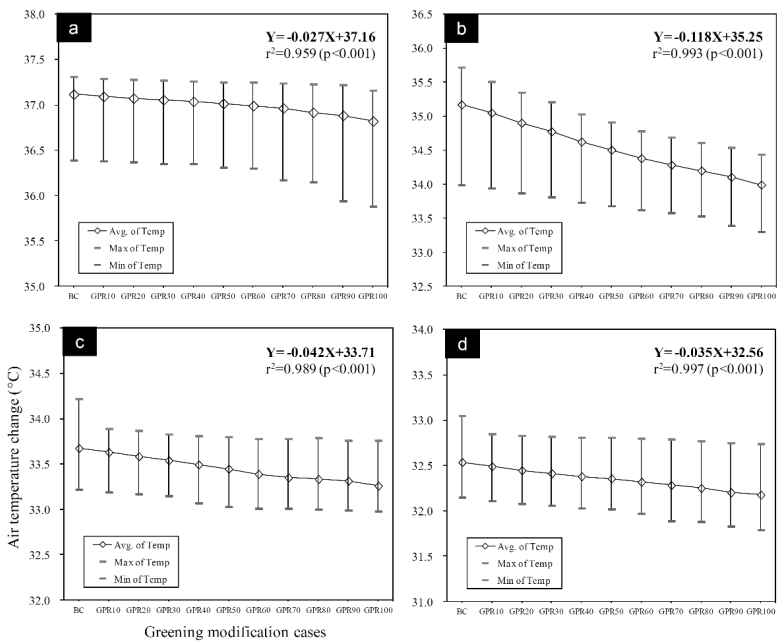 a
Y= -0.027X+37.16
r²=0.959 (p<0.001)
37.0
38.0
37.5
37.0
36.5
36.0
35.5
35.0
Avg. of Temp
Max of Temp
Min of Temp
BC GPR10 GPR20 GPR30 GPR40 GPR50 GPR60 GPR70 GPR80 GPR90 GPR100
b
Y= -0.118X+35.25
r²=0.993 (p<0.001)
36.5
36.0
35.5
35.0
34.5
34.0
33.5
33.0
32.5
Avg. of Temp
Max of Temp
Min of Temp
BC GPR10 GPR20 GPR30 GPR40 GPR50 GPR60 GPR70 GPR80 GPR90 GPR100
c
Y= -0.042X+33.71
r²=0.989 (p<0.001)
35.0
34.5
34.0
33.5
33.0
32.5
32.0
Avg. of Temp
Max of Temp
Min of Temp
BC GPR10 GPR20 GPR30 GPR40 GPR50 GPR60 GPR70 GPR80 GPR90 GPR100
d
Y= -0.035X+32.56
r²=0.997 (p<0.001)
34.0
33.5
33.0
32.5
32.0
31.5
31.0
Avg. of Temp
Max of Temp
Min of Temp
BC GPR10 GPR20 GPR30 GPR40 GPR50 GPR60 GPR70 GPR80 GPR90 GPR100
Air temperature change (°C)
Greening modification cases